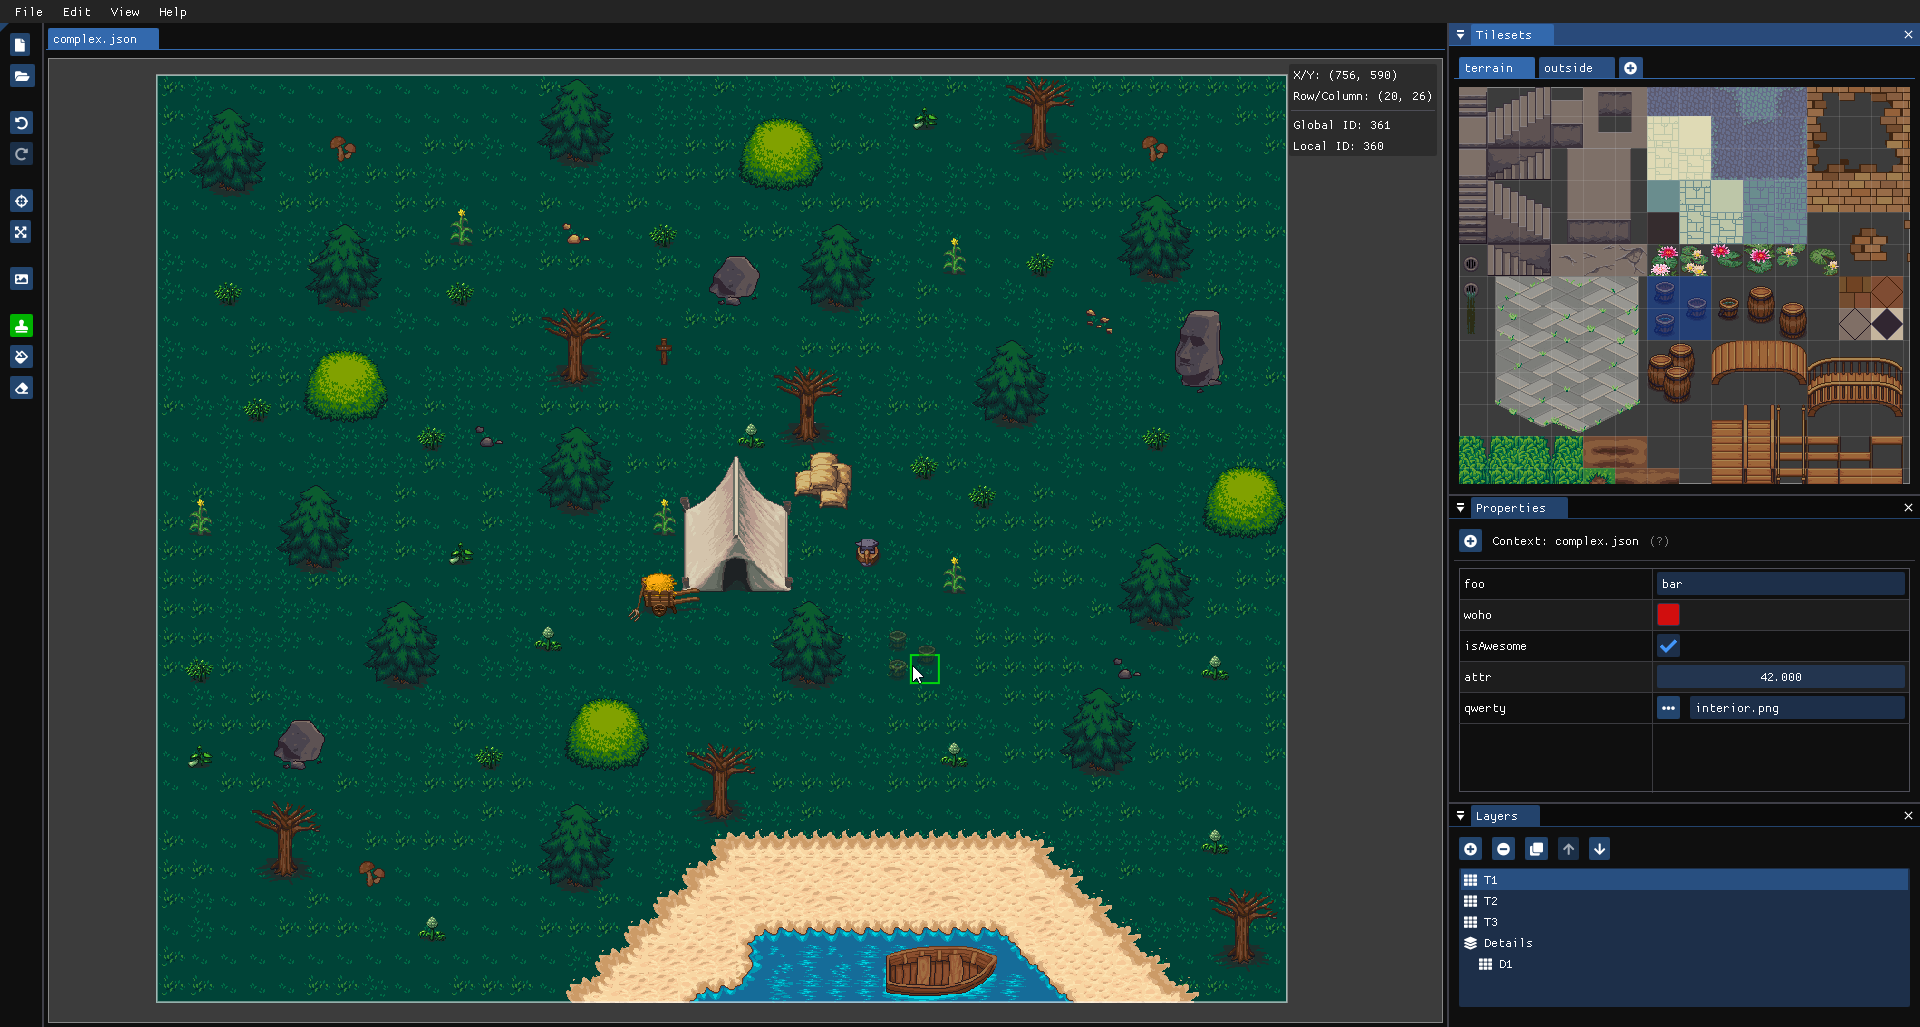 File Edit View Help
complex.json
X/Y: (756, 590)
Row/Column: (20, 26)
Global ID: 361
Local ID: 360
Tilesets
terrain outside
Properties
Context: complex.json (?)
foo bar
woho
isAwesome
attr 42.000
qwerty interior.png
Layers
T1
T2
T3
Details
D1